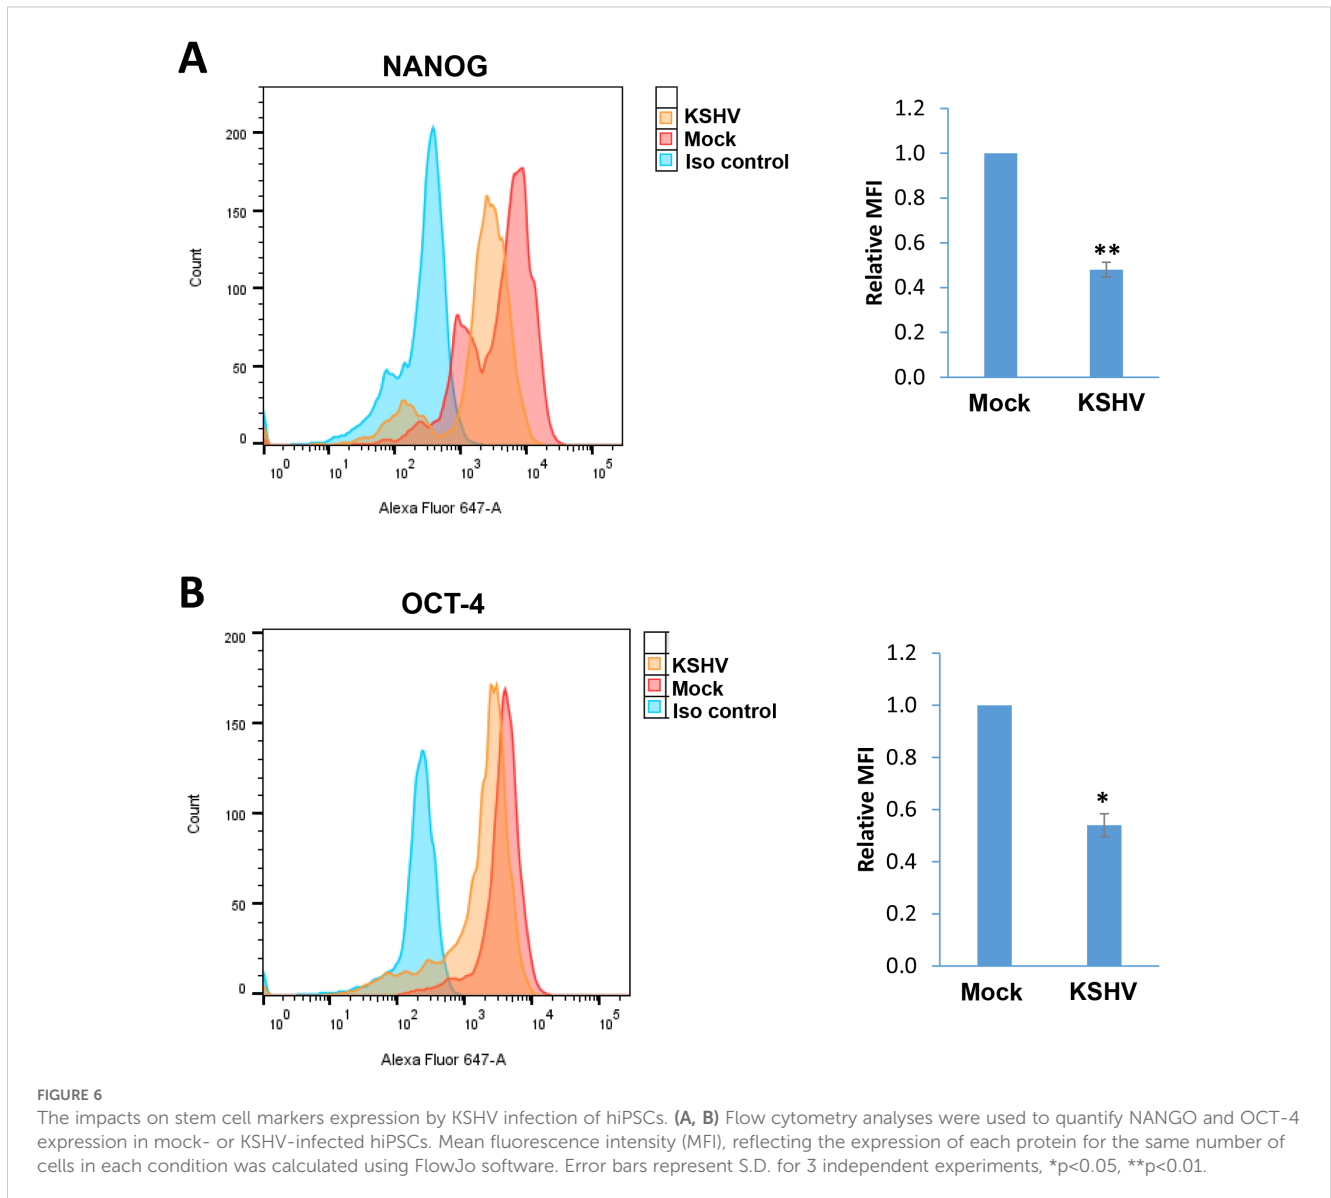 A
NANOG
KSHV
Mock
Iso control
200
150
100
50
0
Count
10^0 10^1 10^2 10^3 10^4 10^5
Alexa Fluor 647-A
1.2
1.0
0.8
0.6
0.4
0.2
0.0
Relative MFI
**
Mock KSHV
B
OCT-4
KSHV
Mock
Iso control
200
150
100
50
0
Count
10^0 10^1 10^2 10^3 10^4 10^5
Alexa Fluor 647-A
1.2
1.0
0.8
0.6
0.4
0.2
0.0
Relative MFI
*
Mock KSHV
FIGURE 6
The impacts on stem cell markers expression by KSHV infection of hiPSCs. (A, B) Flow cytometry analyses were used to quantify NANGO and OCT-4
expression in mock- or KSHV-infected hiPSCs. Mean fluorescence intensity (MFI), reflecting the expression of each protein for the same number of
cells in each condition was calculated using FlowJo software. Error bars represent S.D. for 3 independent experiments, *p<0.05, **p<0.01.